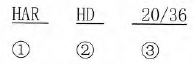 HAR HD 20/36
① ② ③